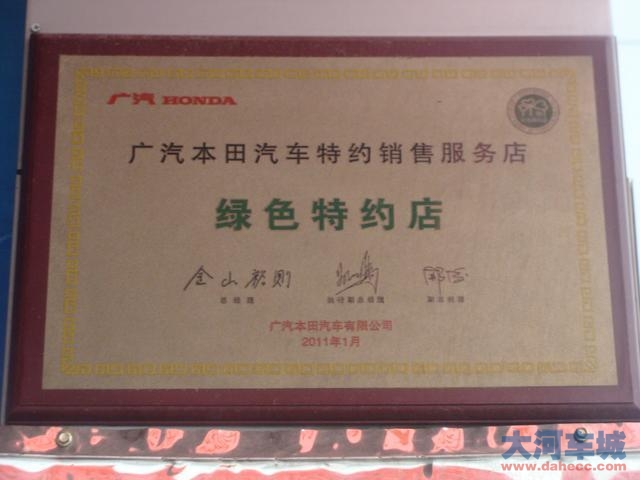 广汽 HONDA
广汽本田汽车特约销售服务店
绿色特约店
总经理 执行副总经理 副总经理
广汽本田汽车有限公司
2011年1月
大河车城
www.dahecc.com